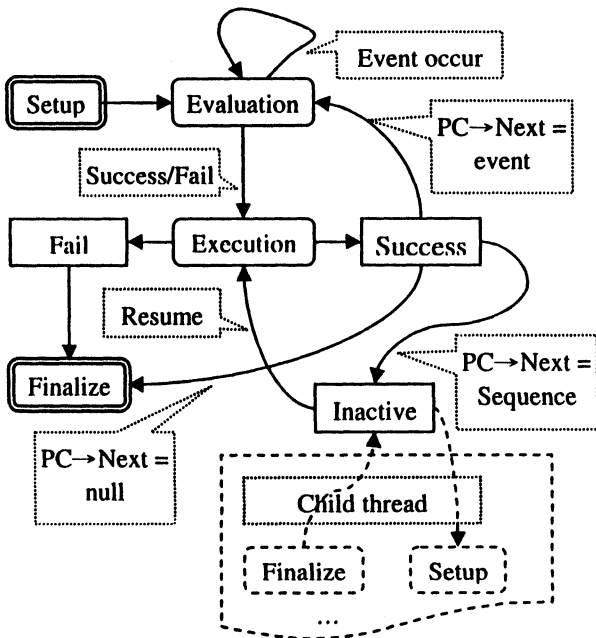 Event occur
Setup
Evaluation
PC→Next =
event
Success/Fail
Fail
Execution
Success
Resume
PC→Next =
Sequence
Finalize
Inactive
PC→Next =
null
Child thread
Finalize
Setup
...